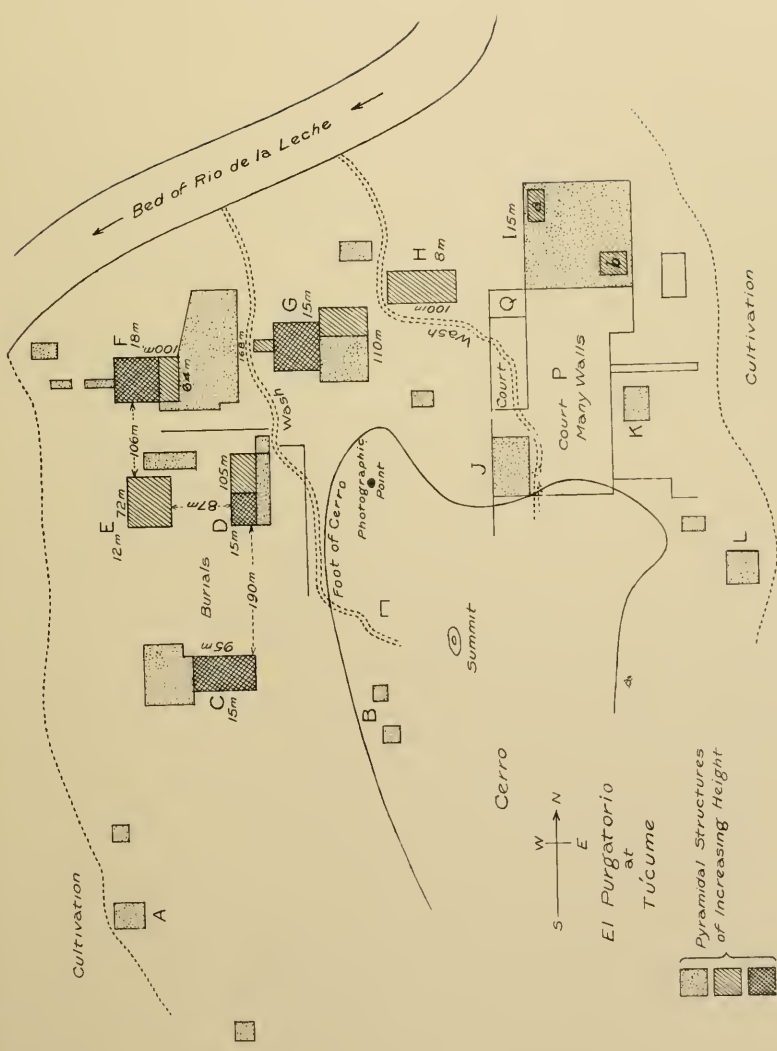 Bed of Rio de la Leche
Cultivation
A
B
C
15m
95m
Burials
190m
D
15m
105m
87m
E
12m
72m
106m
F
18m
100m
64m
168m
Wash
G
15m
110m
H
8m
100m
Wash
I 15m
a
b
Q
Court
Court P
Many Walls
J
K
L
Cultivation
Foot of Cerro
Photographic
Point
Summit
Cerro
W
S
N
E
El Purgatorio
at
Túcume
Pyramidal Structures
of Increasing Height